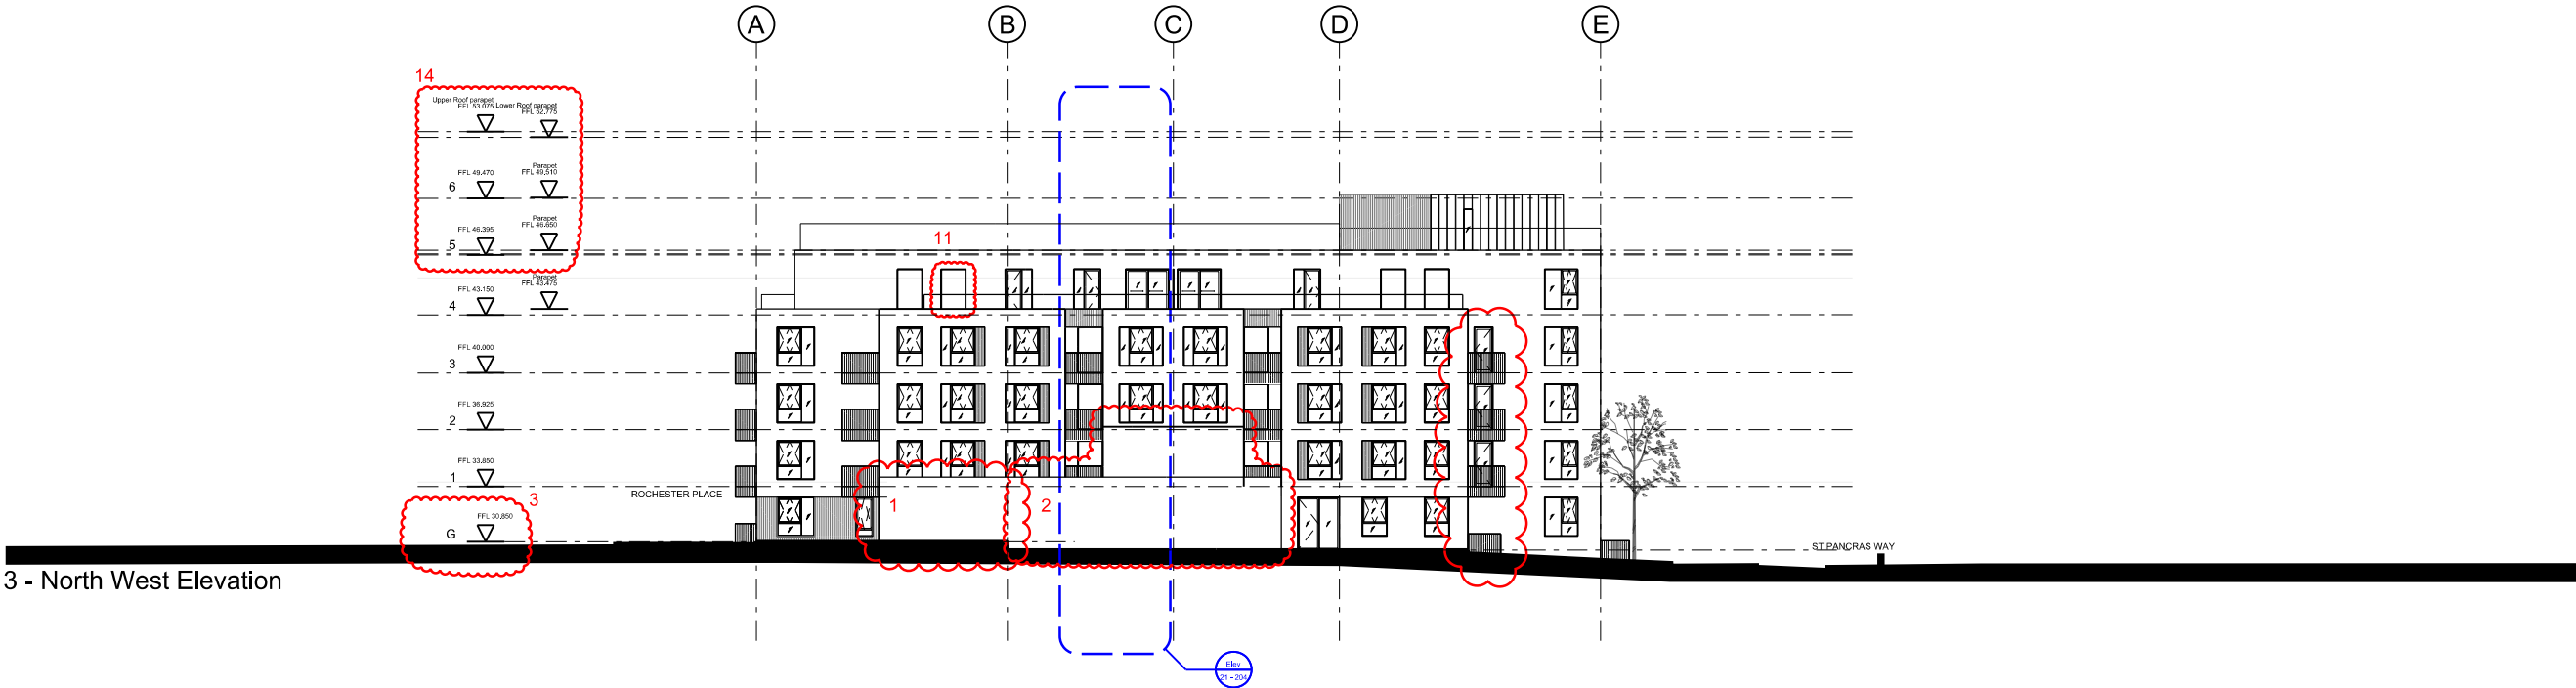 A B C D E
14
Upper Roof parapet
FFL 53.075
Lower Roof parapet
FFL 52.775
Parapet
FFL 49.470
FFL 49.510
6
Parapet
FFL 46.395
FFL 46.650
5
11
Parapet
FFL 43.150
FFL 43.475
4
FFL 40.000
3
FFL 36.925
2
FFL 33.850
1
ROCHESTER PLACE
3
1
2
FFL 30.850
G
ST PANCRAS WAY
3 - North West Elevation
Elev
21 - 204